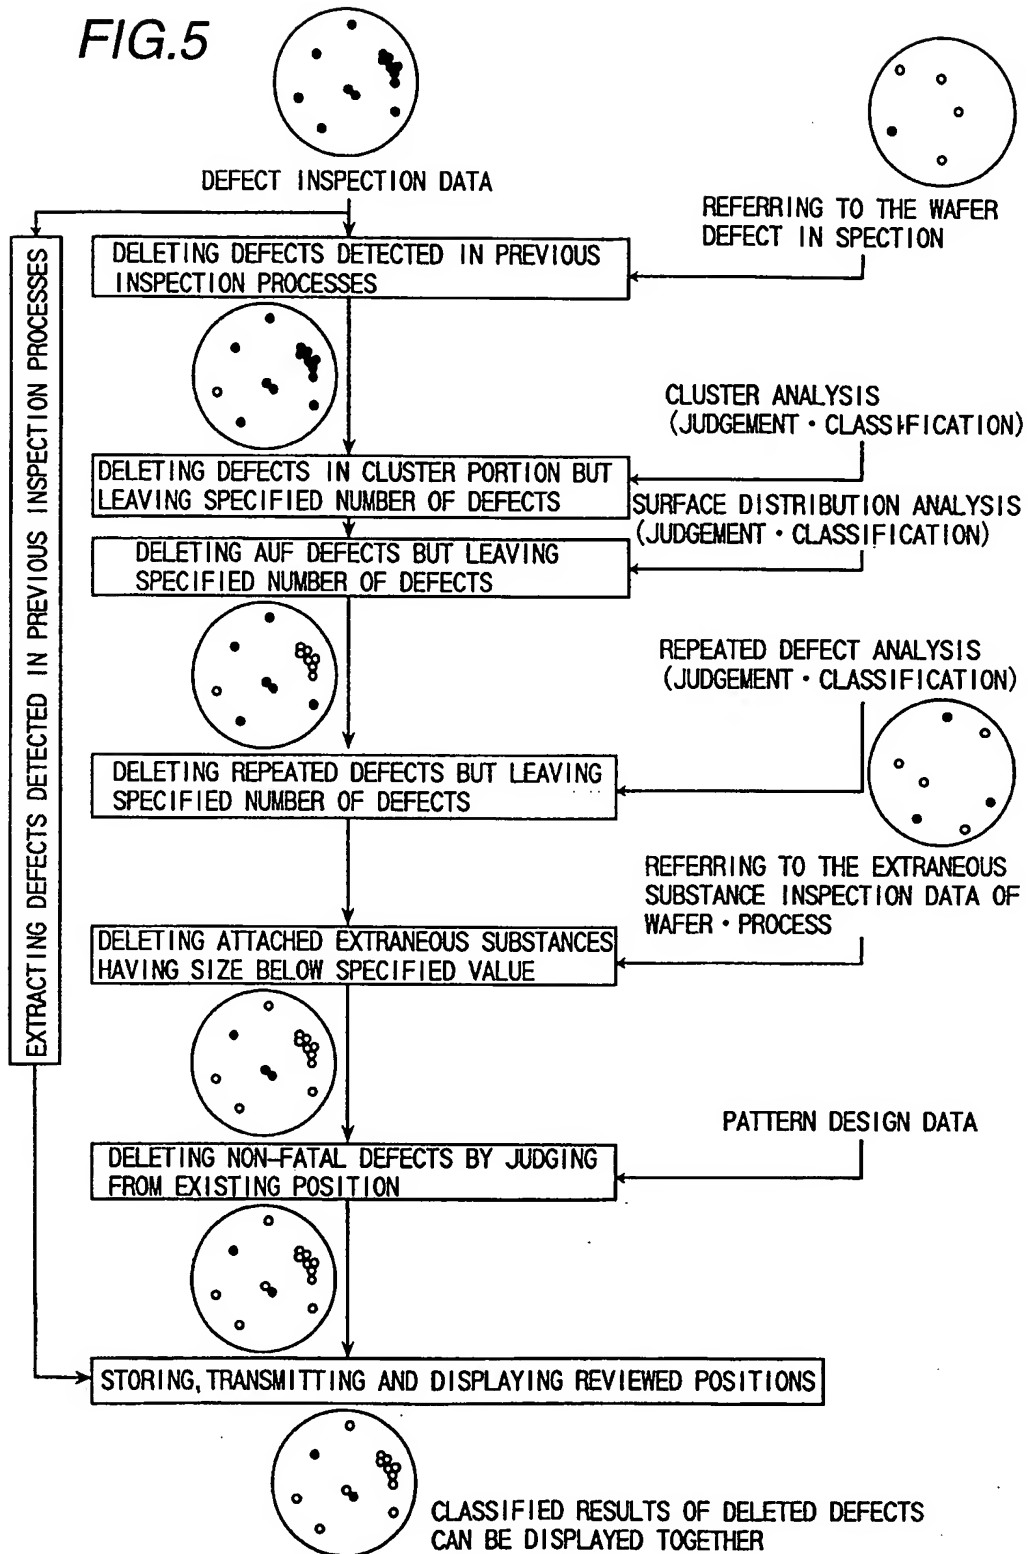 FIG.5
DEFECT INSPECTION DATA
REFERRING TO THE WAFER
DEFECT IN SPECTION
EXTRACTING DEFECTS DETECTED IN PREVIOUS INSPECTION PROCESSES
DELETING DEFECTS DETECTED IN PREVIOUS
INSPECTION PROCESSES
CLUSTER ANALYSIS
(JUDGEMENT・CLASSIFICATION)
DELETING DEFECTS IN CLUSTER PORTION BUT
LEAVING SPECIFIED NUMBER OF DEFECTS
SURFACE DISTRIBUTION ANALYSIS
(JUDGEMENT・CLASSIFICATION)
DELETING AUF DEFECTS BUT LEAVING
SPECIFIED NUMBER OF DEFECTS
REPEATED DEFECT ANALYSIS
(JUDGEMENT・CLASSIFICATION)
DELETING REPEATED DEFECTS BUT LEAVING
SPECIFIED NUMBER OF DEFECTS
REFERRING TO THE EXTRANEOUS
SUBSTANCE INSPECTION DATA OF
WAFER・PROCESS
DELETING ATTACHED EXTRANEOUS SUBSTANCES
HAVING SIZE BELOW SPECIFIED VALUE
PATTERN DESIGN DATA
DELETING NON-FATAL DEFECTS BY JUDGING
FROM EXISTING POSITION
STORING, TRANSMITTING AND DISPLAYING REVIEWED POSITIONS
CLASSIFIED RESULTS OF DELETED DEFECTS
CAN BE DISPLAYED TOGETHER